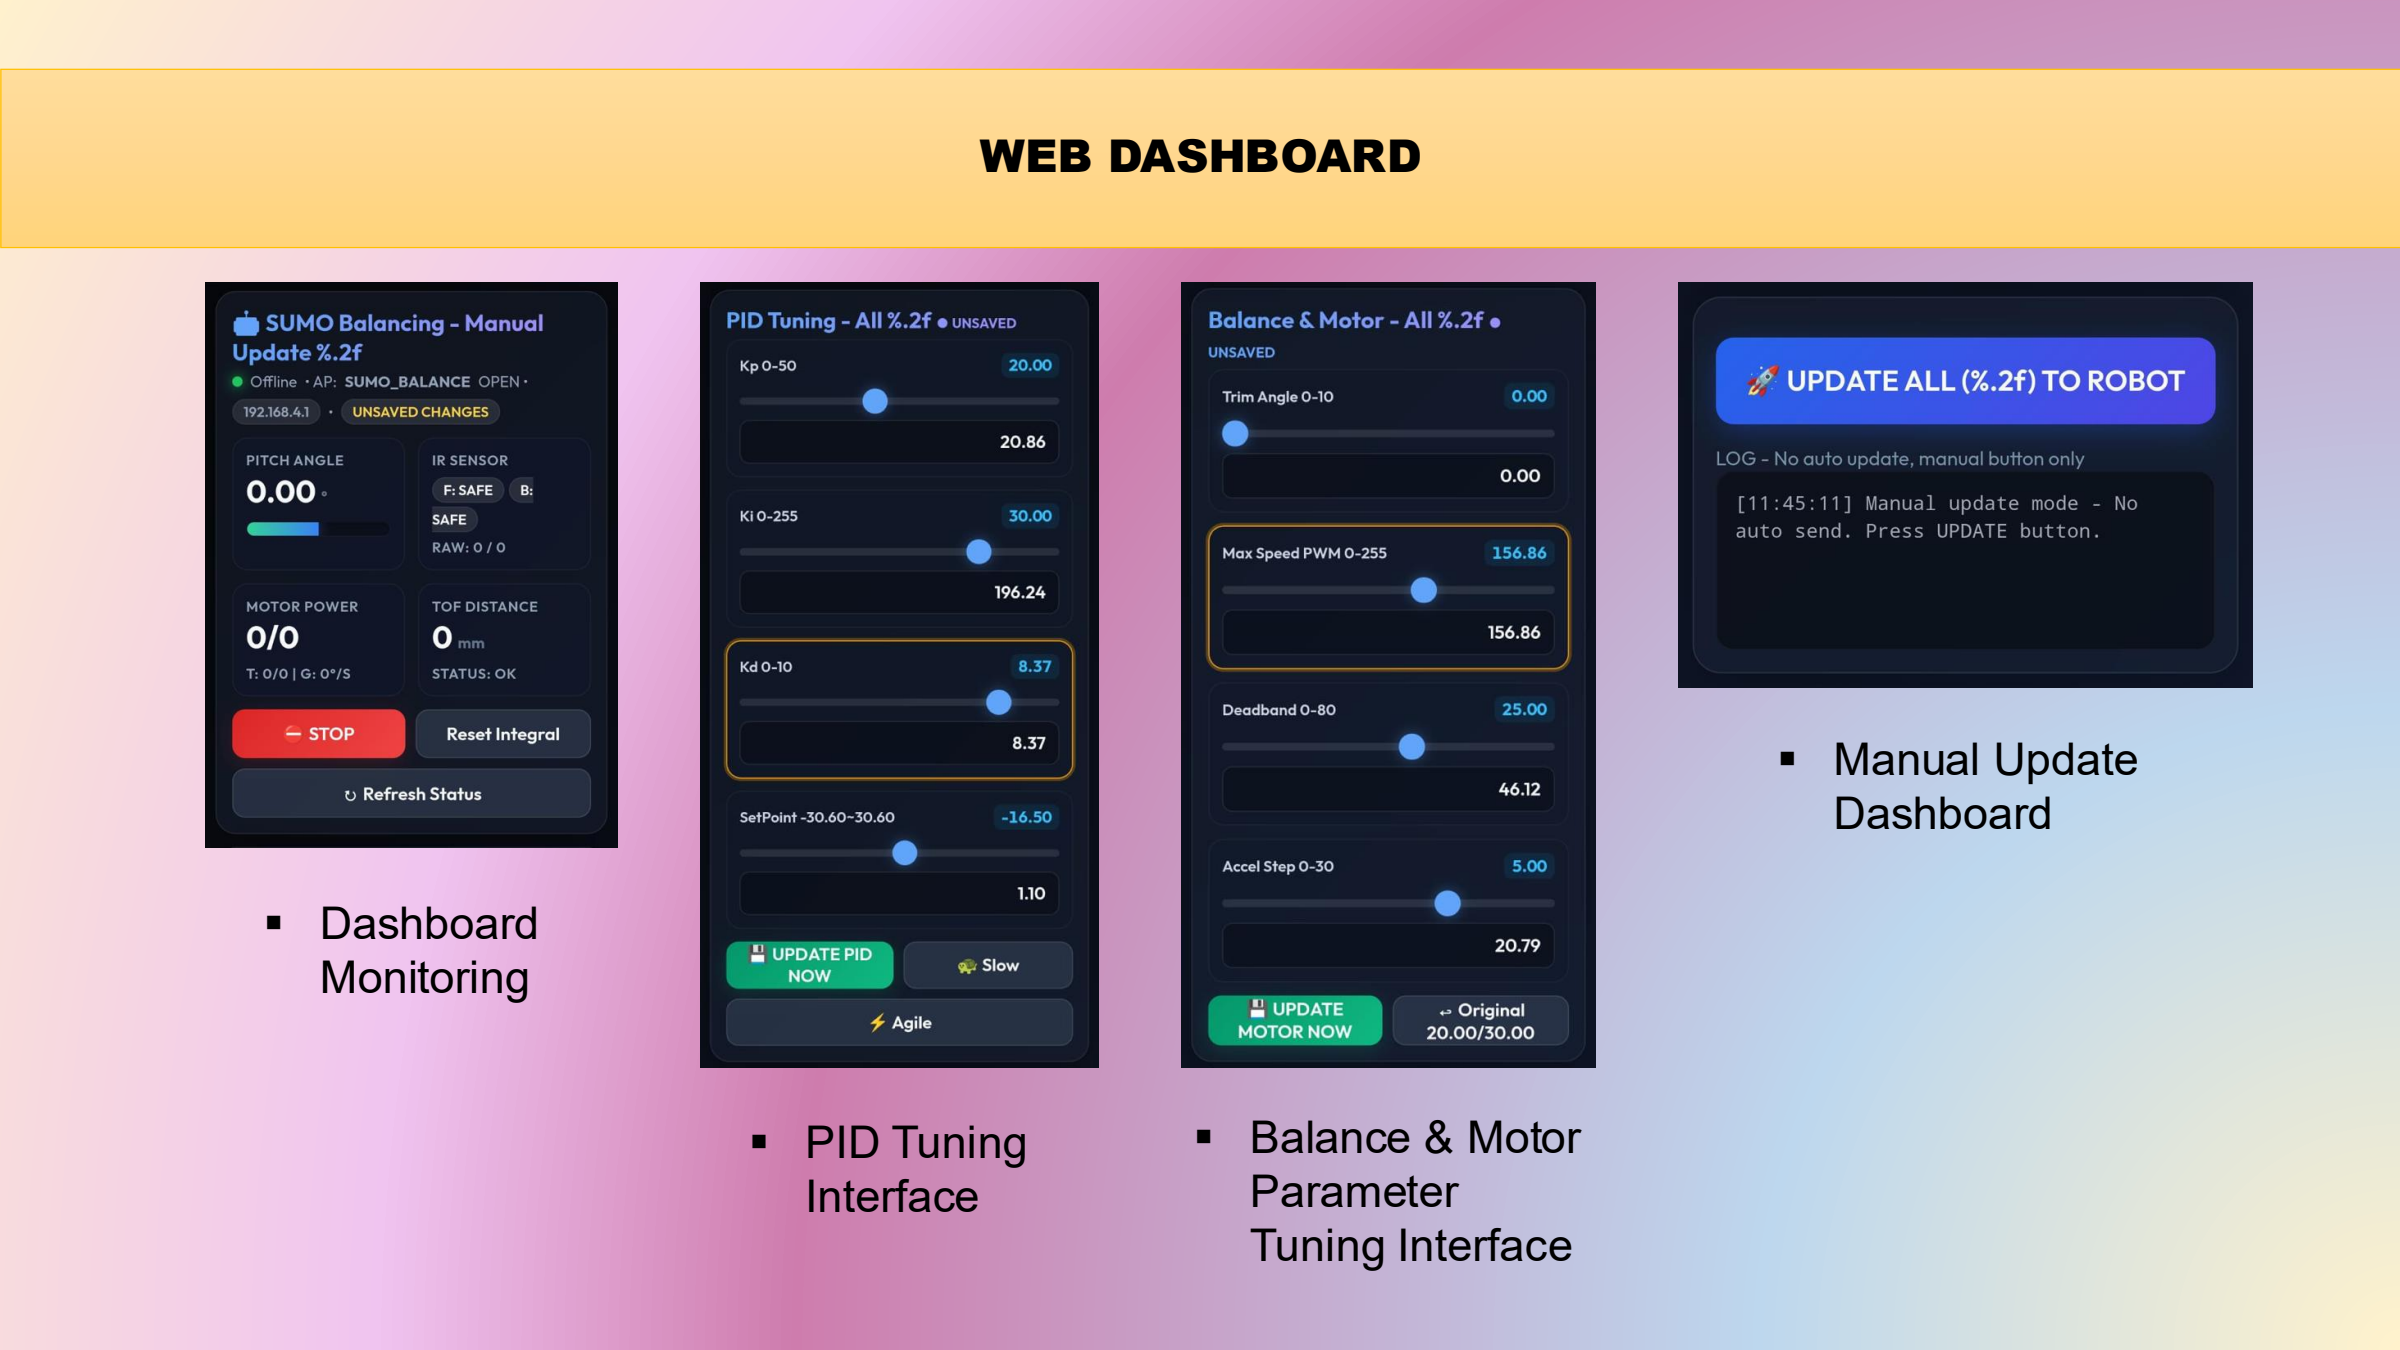 WEB DASHBOARD
🤖 SUMO Balancing - Manual
Update %.2f
● Offline • AP: SUMO_BALANCE OPEN •
192.168.4.1 • UNSAVED CHANGES
PITCH ANGLE
0.00 °
IR SENSOR
F: SAFE B:
SAFE
RAW: 0 / 0
MOTOR POWER
0/0
T: 0/0 | G: 0°/S
TOF DISTANCE
0 mm
STATUS: OK
⛔ STOP
Reset Integral
↻ Refresh Status
▪ Dashboard
Monitoring
PID Tuning - All %.2f ● UNSAVED
Kp 0-50 20.00
20.86
Ki 0-255 30.00
196.24
Kd 0-10 8.37
8.37
SetPoint -30.60~30.60 -16.50
1.10
💾 UPDATE PID
NOW
🐢 Slow
⚡ Agile
▪ PID Tuning
Interface
Balance & Motor - All %.2f ●
UNSAVED
Trim Angle 0-10 0.00
0.00
Max Speed PWM 0-255 156.86
156.86
Deadband 0-80 25.00
46.12
Accel Step 0-30 5.00
20.79
💾 UPDATE
MOTOR NOW
↩ Original
20.00/30.00
▪ Balance & Motor
Parameter
Tuning Interface
🚀 UPDATE ALL (%.2f) TO ROBOT
LOG - No auto update, manual button only
[11:45:11] Manual update mode - No
auto send. Press UPDATE button.
▪ Manual Update
Dashboard